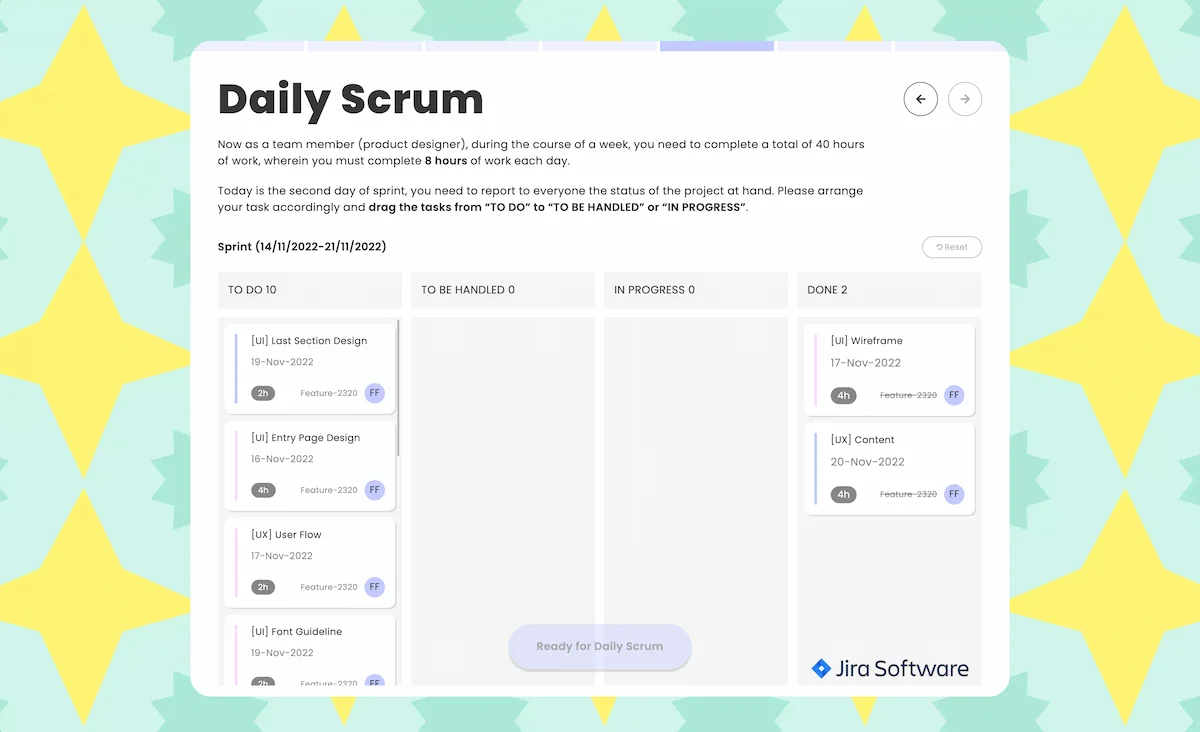 Daily Scrum
Now as a team member (product designer), during the course of a week, you need to complete a total of 40 hours
of work, wherein you must complete 8 hours of work each day.
Today is the second day of sprint, you need to report to everyone the status of the project at hand. Please arrange
your task accordingly and drag the tasks from “TO DO” to “TO BE HANDLED” or “IN PROGRESS”.
Sprint (14/11/2022-21/11/2022)
Reset
TO DO 10
TO BE HANDLED 0
IN PROGRESS 0
DONE 2
[UI] Last Section Design
19-Nov-2022
2h Feature-2320 FF
[UI] Entry Page Design
16-Nov-2022
4h Feature-2320 FF
[UX] User Flow
17-Nov-2022
2h Feature-2320 FF
[UI] Font Guideline
19-Nov-2022
2h Feature-2320 FF
[UI] Wireframe
17-Nov-2022
4h Feature-2320 FF
[UX] Content
20-Nov-2022
4h Feature-2320 FF
Ready for Daily Scrum
Jira Software